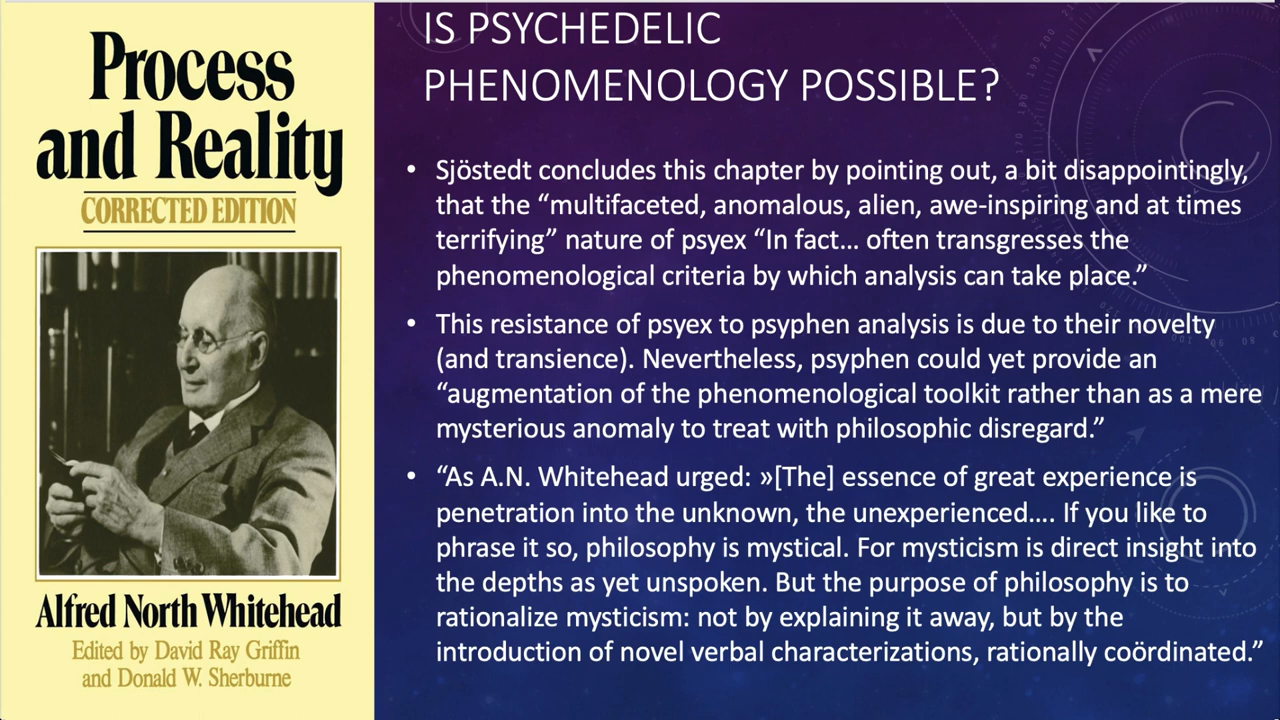 Process
and Reality
CORRECTED EDITION
Alfred North Whitehead
Edited by David Ray Griffin
and Donald W. Sherburne
IS PSYCHEDELIC
PHENOMENOLOGY POSSIBLE?
• Sjöstedt concludes this chapter by pointing out, a bit disappointingly,
that the “multifaceted, anomalous, alien, awe-inspiring and at times
terrifying” nature of psyex “In fact… often transgresses the
phenomenological criteria by which analysis can take place.”
• This resistance of psyex to psyphen analysis is due to their novelty
(and transience). Nevertheless, psyphen could yet provide an
“augmentation of the phenomenological toolkit rather than as a mere
mysterious anomaly to treat with philosophic disregard.”
• “As A.N. Whitehead urged: »[The] essence of great experience is
penetration into the unknown, the unexperienced…. If you like to
phrase it so, philosophy is mystical. For mysticism is direct insight into
the depths as yet unspoken. But the purpose of philosophy is to
rationalize mysticism: not by explaining it away, but by the
introduction of novel verbal characterizations, rationally coördinated.”